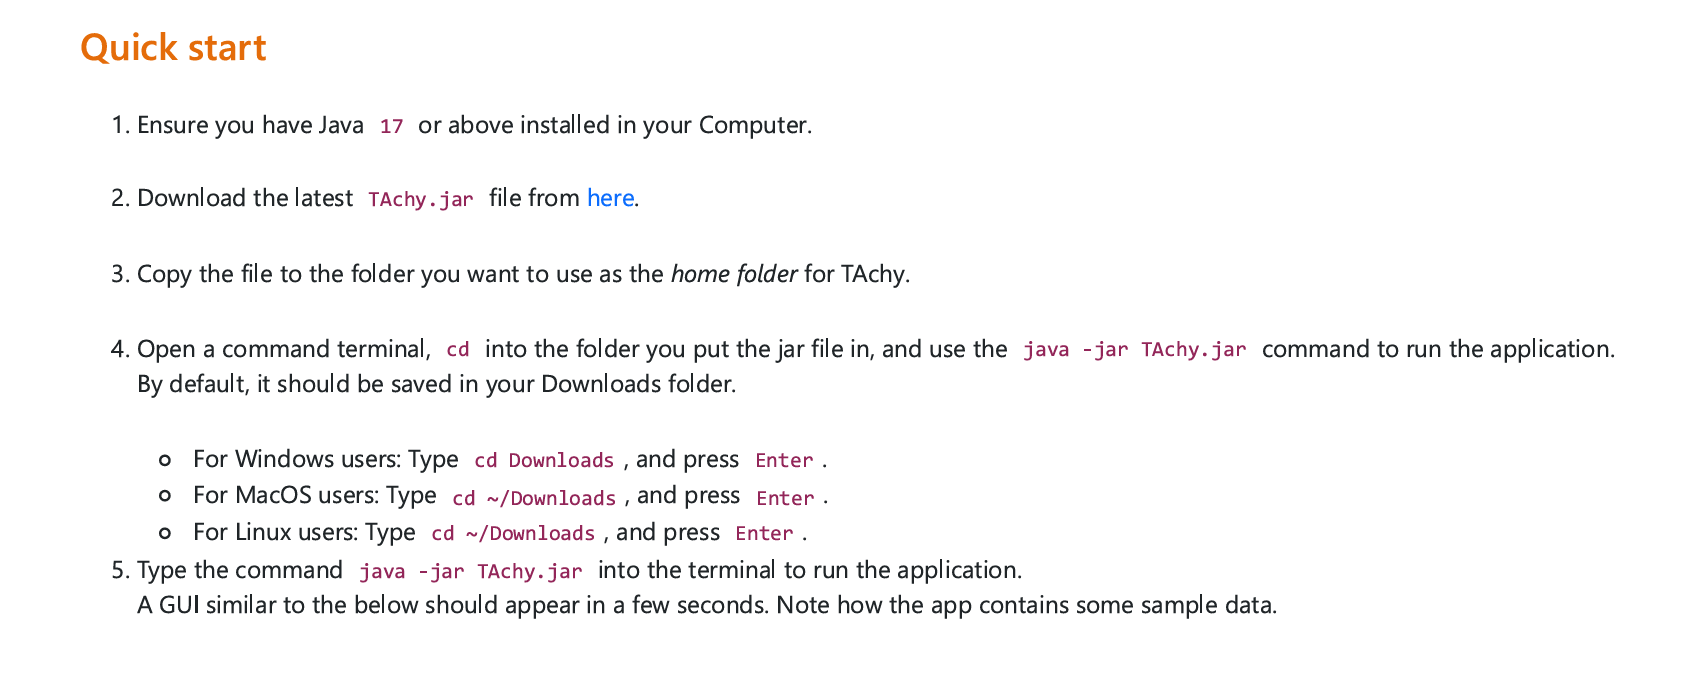 Quick start
1. Ensure you have Java 17 or above installed in your Computer.
2. Download the latest TAchy.jar file from here.
3. Copy the file to the folder you want to use as the home folder for TAchy.
4. Open a command terminal, cd into the folder you put the jar file in, and use the java -jar TAchy.jar command to run the application.
By default, it should be saved in your Downloads folder.
For Windows users: Type cd Downloads , and press Enter .
For MacOS users: Type cd ~/Downloads , and press Enter .
For Linux users: Type cd ~/Downloads , and press Enter .
5. Type the command java -jar TAchy.jar into the terminal to run the application.
A GUI similar to the below should appear in a few seconds. Note how the app contains some sample data.